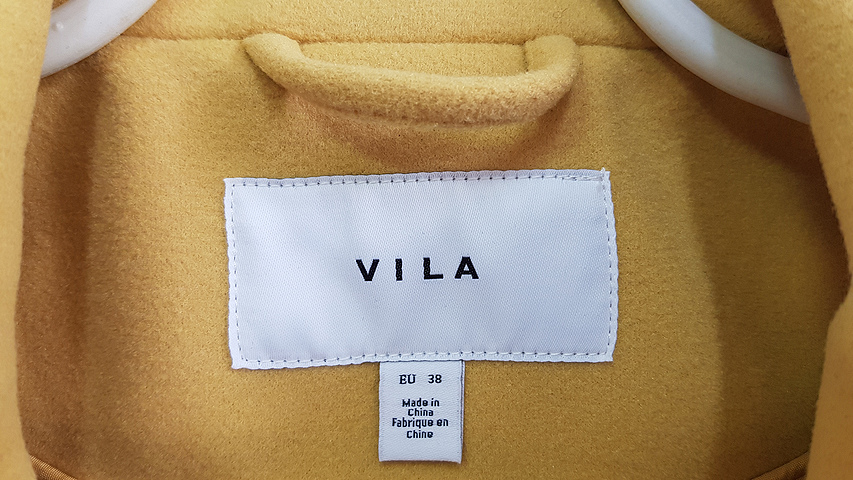 VILA
EU 38
Made in
China
Fabrique en
Chine